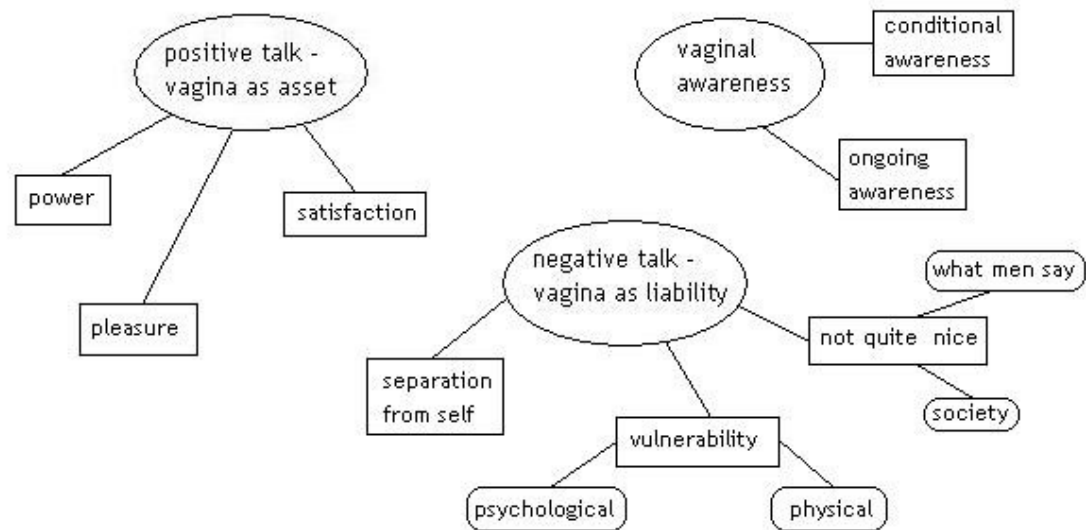 positive talk -
vagina as asset
power
pleasure
satisfaction
vaginal
awareness
conditional
awareness
ongoing
awareness
negative talk -
vagina as liability
separation
from self
vulnerability
psychological
physical
not quite nice
what men say
society